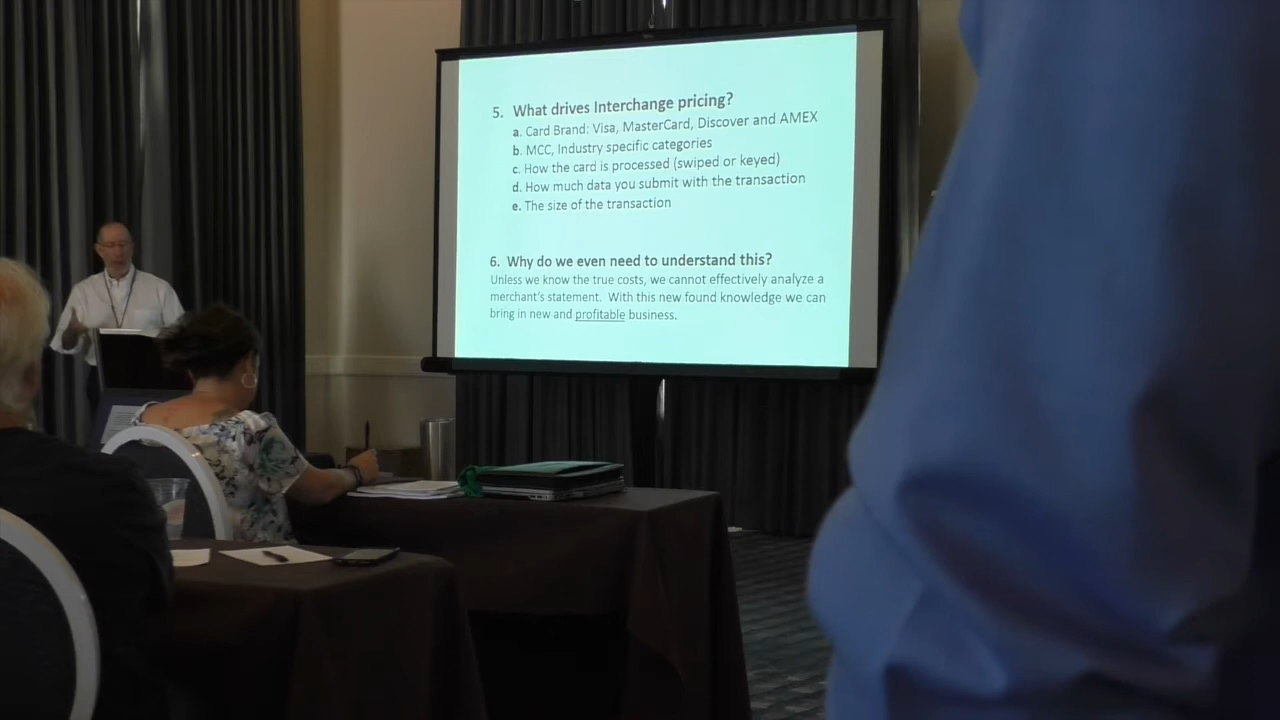 5. What drives Interchange pricing?
a. Card Brand: Visa, MasterCard, Discover and AMEX
b. MCC, Industry specific categories
c. How the card is processed (swiped or keyed)
d. How much data you submit with the transaction
e. The size of the transaction
6. Why do we even need to understand this?
Unless we know the true costs, we cannot effectively analyze a
merchant's statement. With this new found knowledge we can
bring in new and profitable business.